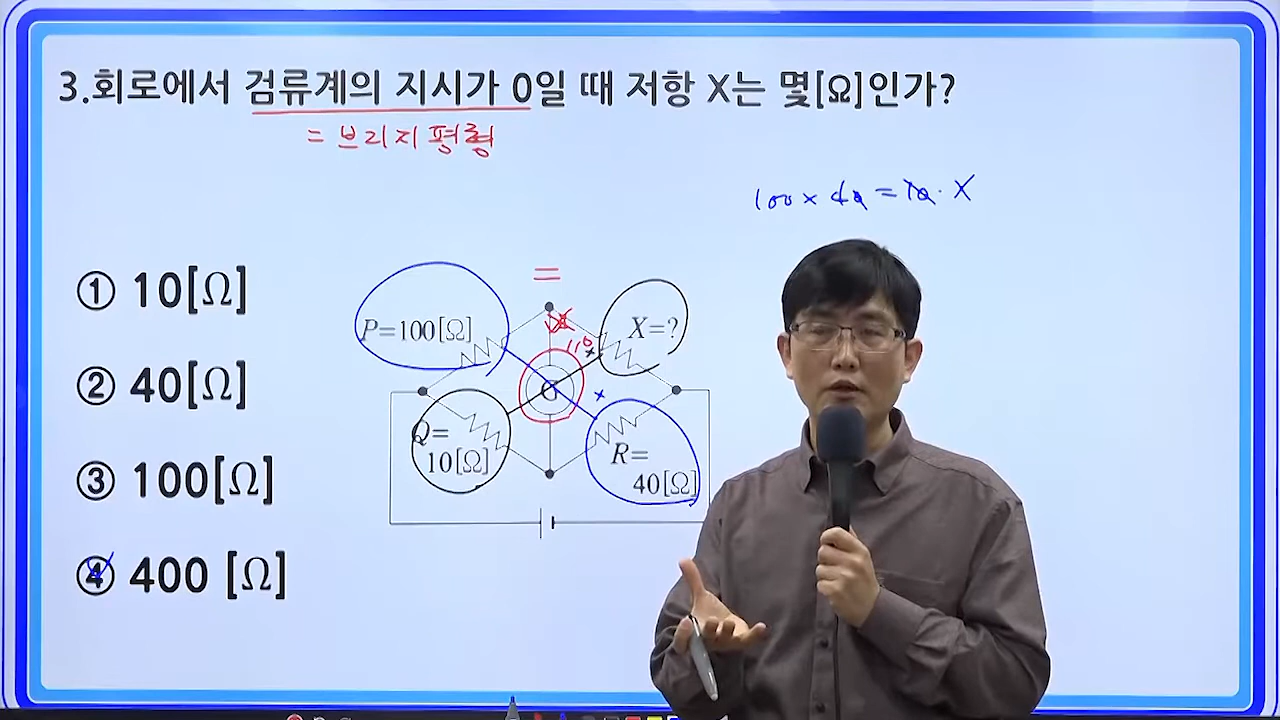 3.회로에서 검류계의 지시가 0일 때 저항 X는 몇[Ω]인가?
= 브리지 평형
100 x 40 = 10 · X
① 10[Ω]
② 40[Ω]
③ 100[Ω]
④ 400 [Ω]
=
P=100[Ω]
X=?
G
Q=
10[Ω]
R=
40[Ω]